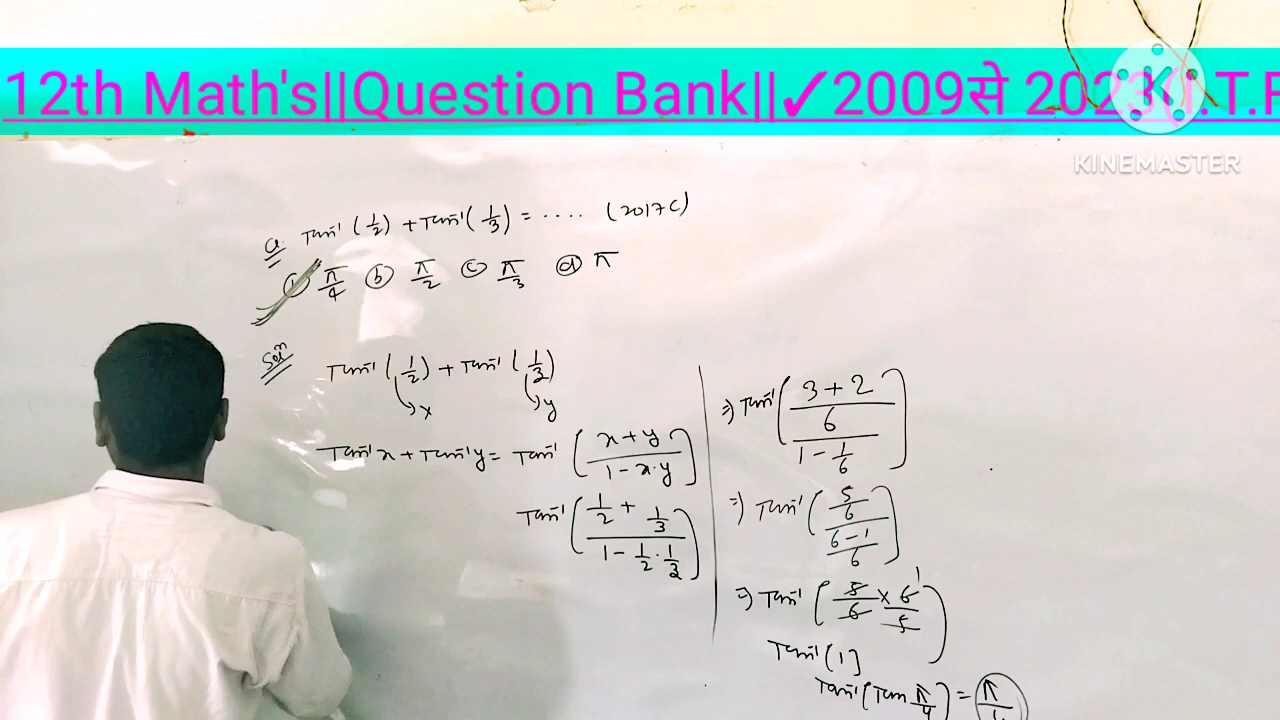 12th Math's||Question Bank||✓2009से 2023
KINEMASTER
Q. Tan⁻¹(1/2) + Tan⁻¹(1/3) = .... (2017C)
π/4 (b) π/2 (c) π/3 (d) π
Solⁿ
Tan⁻¹(1/2) + Tan⁻¹(1/3)
→x →y
Tan⁻¹x + Tan⁻¹y = Tan⁻¹((x+y)/(1-x.y))
Tan⁻¹((1/2 + 1/3)/(1 - 1/2 . 1/3))
⇒ Tan⁻¹(((3+2)/6)/(1 - 1/6))
⇒ Tan⁻¹((5/6)/((6-1)/6))
⇒ Tan⁻¹(5/6 × 6/5)
Tan⁻¹(1)
Tan⁻¹(Tan π/4) = π/4